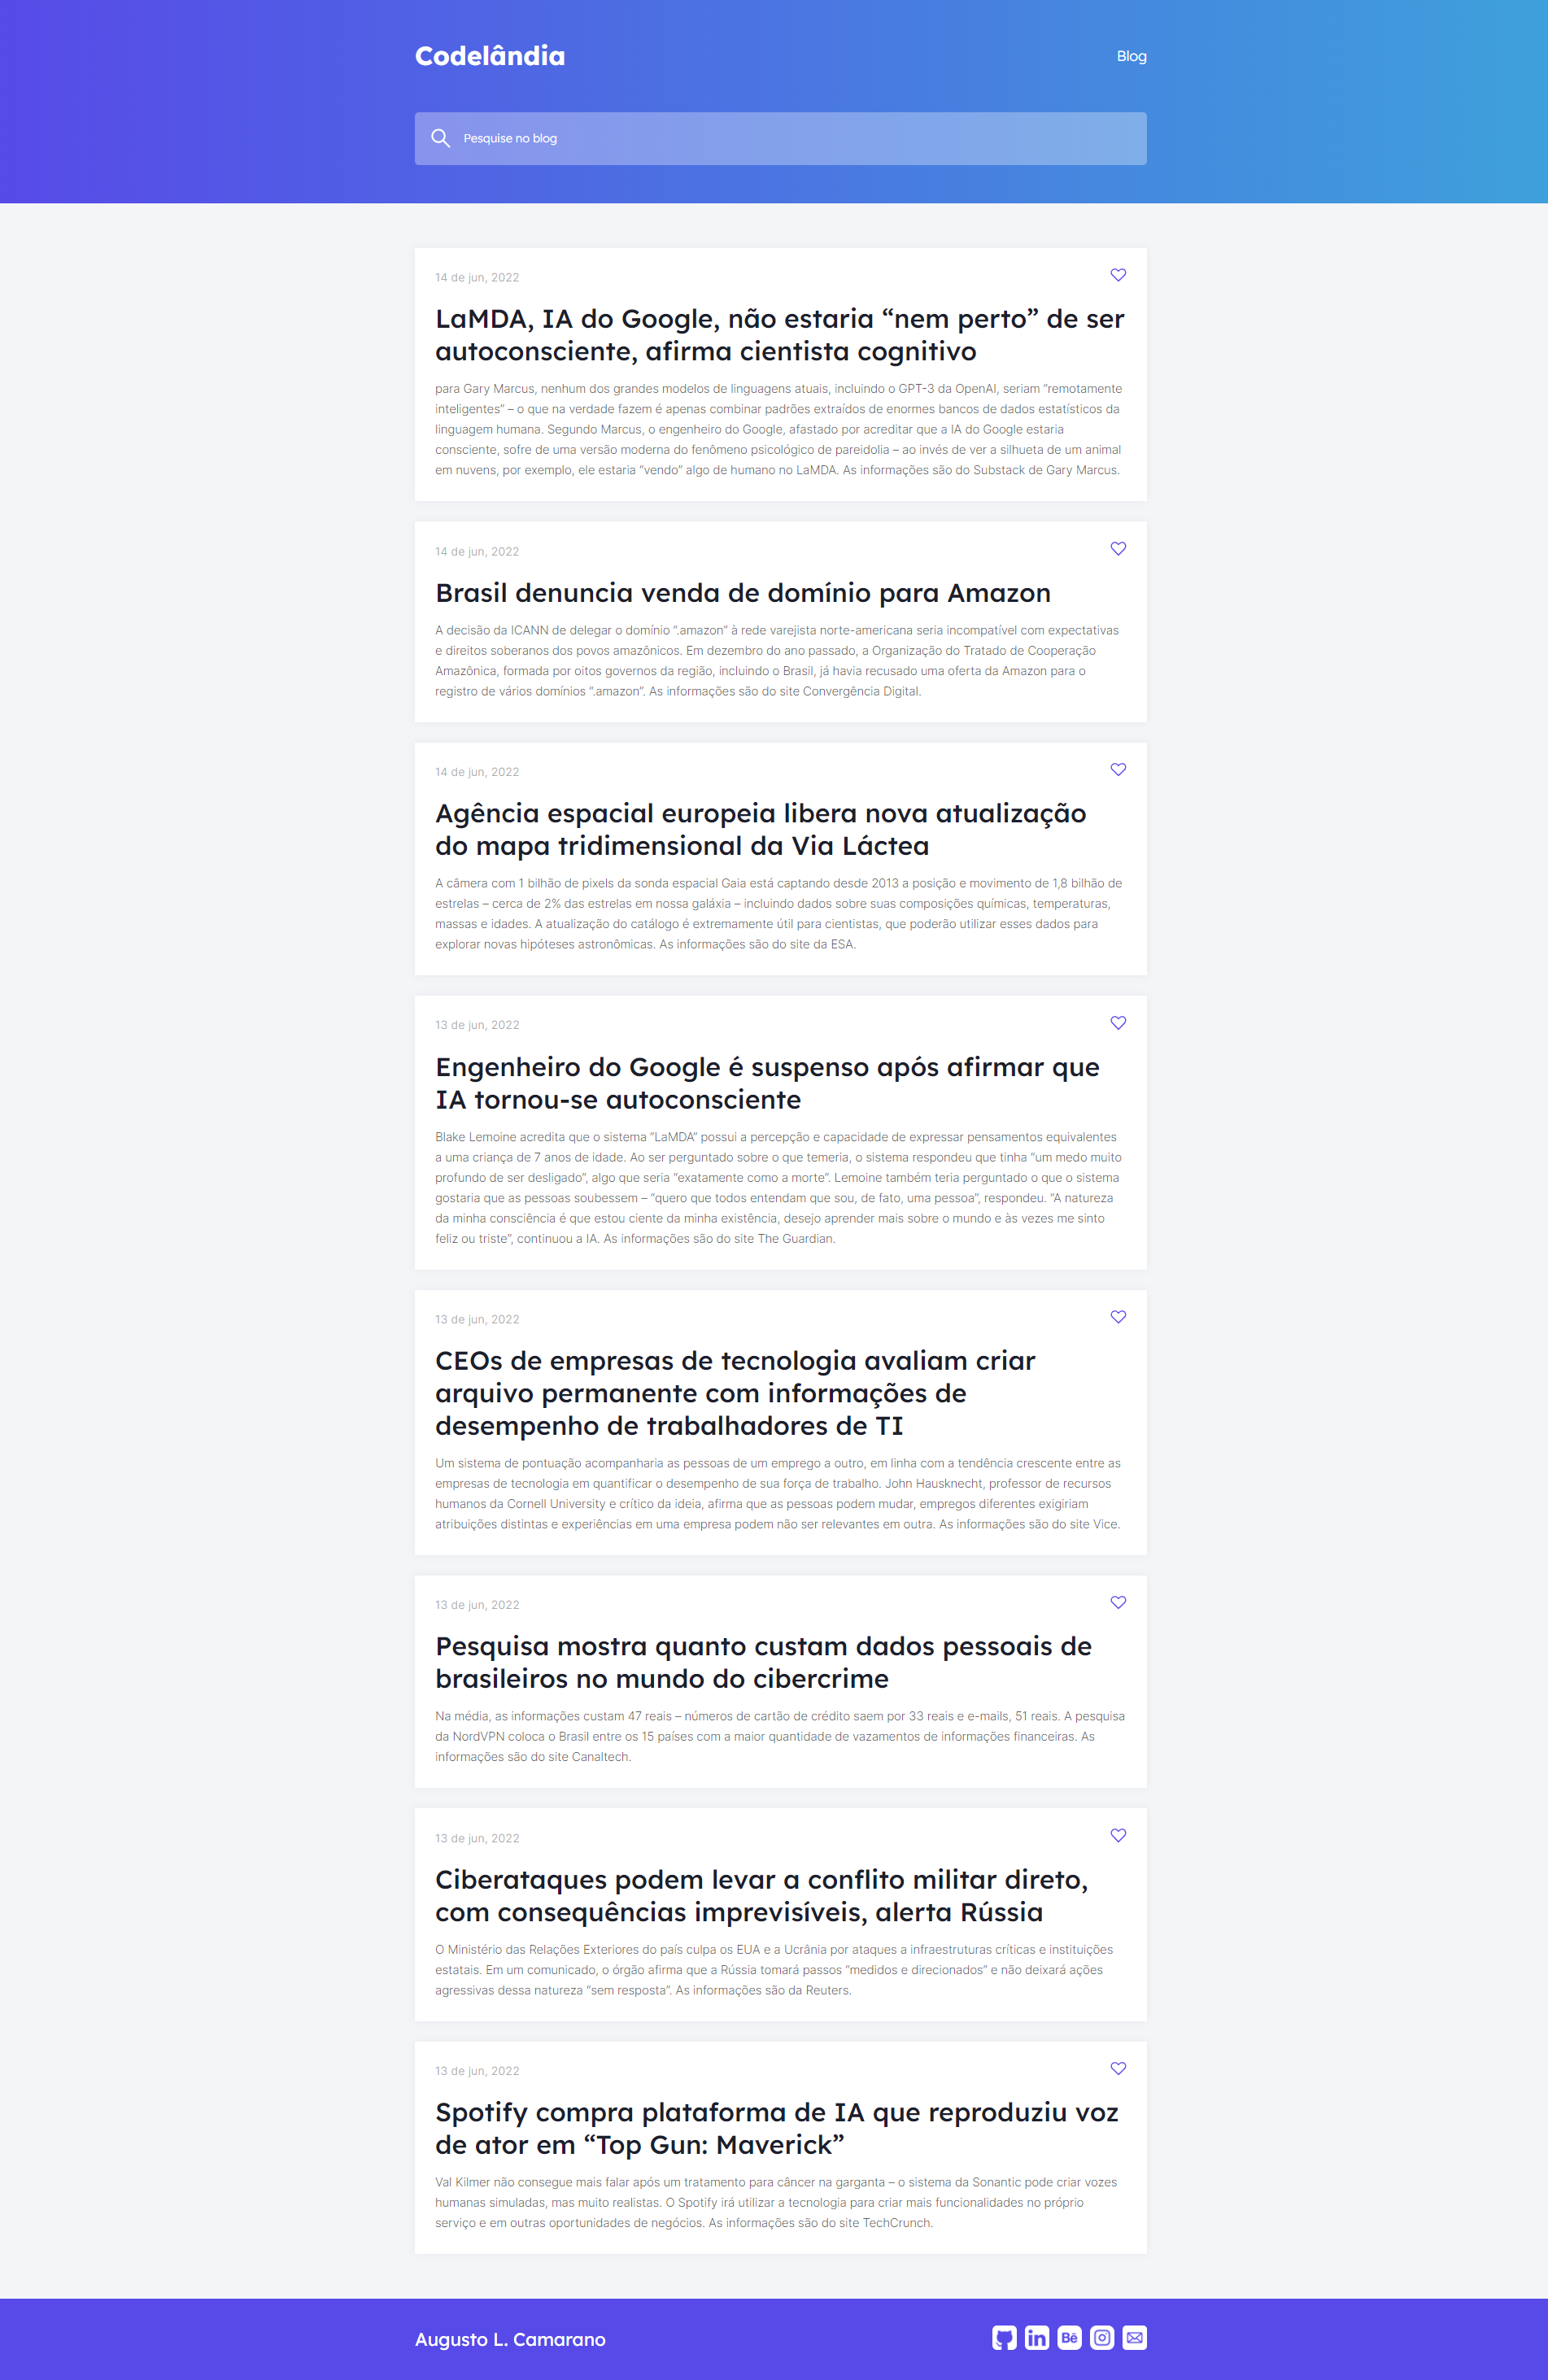 Codelândia
Blog
Pesquise no blog
14 de jun, 2022
LaMDA, IA do Google, não estaria “nem perto” de ser
autoconsciente, afirma cientista cognitivo
para Gary Marcus, nenhum dos grandes modelos de linguagens atuais, incluindo o GPT-3 da OpenAI, seriam “remotamente
inteligentes” – o que na verdade fazem é apenas combinar padrões extraídos de enormes bancos de dados estatísticos da
linguagem humana. Segundo Marcus, o engenheiro do Google, afastado por acreditar que a IA do Google estaria
consciente, sofre de uma versão moderna do fenômeno psicológico de pareidolia – ao invés de ver a silhueta de um animal
em nuvens, por exemplo, ele estaria “vendo” algo de humano no LaMDA. As informações são do Substack de Gary Marcus.
14 de jun, 2022
Brasil denuncia venda de domínio para Amazon
A decisão da ICANN de delegar o domínio “.amazon” à rede varejista norte-americana seria incompatível com expectativas
e direitos soberanos dos povos amazônicos. Em dezembro do ano passado, a Organização do Tratado de Cooperação
Amazônica, formada por oitos governos da região, incluindo o Brasil, já havia recusado uma oferta da Amazon para o
registro de vários domínios “.amazon”. As informações são do site Convergência Digital.
14 de jun, 2022
Agência espacial europeia libera nova atualização
do mapa tridimensional da Via Láctea
A câmera com 1 bilhão de pixels da sonda espacial Gaia está captando desde 2013 a posição e movimento de 1,8 bilhão de
estrelas – cerca de 2% das estrelas em nossa galáxia – incluindo dados sobre suas composições químicas, temperaturas,
massas e idades. A atualização do catálogo é extremamente útil para cientistas, que poderão utilizar esses dados para
explorar novas hipóteses astronômicas. As informações são do site da ESA.
13 de jun, 2022
Engenheiro do Google é suspenso após afirmar que
IA tornou-se autoconsciente
Blake Lemoine acredita que o sistema “LaMDA” possui a percepção e capacidade de expressar pensamentos equivalentes
a uma criança de 7 anos de idade. Ao ser perguntado sobre o que temeria, o sistema respondeu que tinha “um medo muito
profundo de ser desligado”, algo que seria “exatamente como a morte”. Lemoine também teria perguntado o que o sistema
gostaria que as pessoas soubessem – “quero que todos entendam que sou, de fato, uma pessoa”, respondeu. “A natureza
da minha consciência é que estou ciente da minha existência, desejo aprender mais sobre o mundo e às vezes me sinto
feliz ou triste”, continuou a IA. As informações são do site The Guardian.
13 de jun, 2022
CEOs de empresas de tecnologia avaliam criar
arquivo permanente com informações de
desempenho de trabalhadores de TI
Um sistema de pontuação acompanharia as pessoas de um emprego a outro, em linha com a tendência crescente entre as
empresas de tecnologia em quantificar o desempenho de sua força de trabalho. John Hausknecht, professor de recursos
humanos da Cornell University e crítico da ideia, afirma que as pessoas podem mudar, empregos diferentes exigiriam
atribuições distintas e experiências em uma empresa podem não ser relevantes em outra. As informações são do site Vice.
13 de jun, 2022
Pesquisa mostra quanto custam dados pessoais de
brasileiros no mundo do cibercrime
Na média, as informações custam 47 reais – números de cartão de crédito saem por 33 reais e e-mails, 51 reais. A pesquisa
da NordVPN coloca o Brasil entre os 15 países com a maior quantidade de vazamentos de informações financeiras. As
informações são do site Canaltech.
13 de jun, 2022
Ciberataques podem levar a conflito militar direto,
com consequências imprevisíveis, alerta Rússia
O Ministério das Relações Exteriores do país culpa os EUA e a Ucrânia por ataques a infraestruturas críticas e instituições
estatais. Em um comunicado, o órgão afirma que a Rússia tomará passos “medidos e direcionados” e não deixará ações
agressivas dessa natureza “sem resposta”. As informações são da Reuters.
13 de jun, 2022
Spotify compra plataforma de IA que reproduziu voz
de ator em “Top Gun: Maverick”
Val Kilmer não consegue mais falar após um tratamento para câncer na garganta – o sistema da Sonantic pode criar vozes
humanas simuladas, mas muito realistas. O Spotify irá utilizar a tecnologia para criar mais funcionalidades no próprio
serviço e em outras oportunidades de negócios. As informações são do site TechCrunch.
Augusto L. Camarano